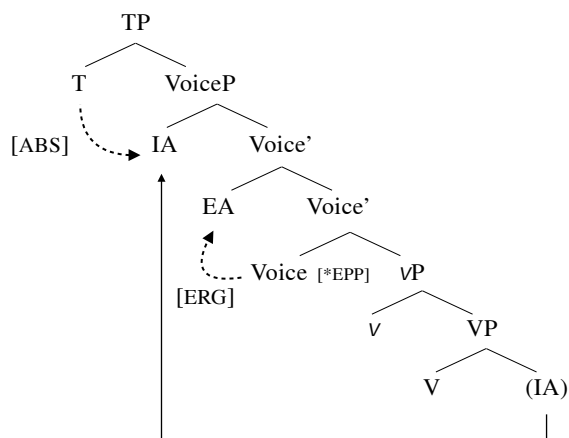 TP
T VoiceP
[ABS] IA Voice'
EA Voice'
[ERG] Voice [*EPP] vP
v VP
V (IA)